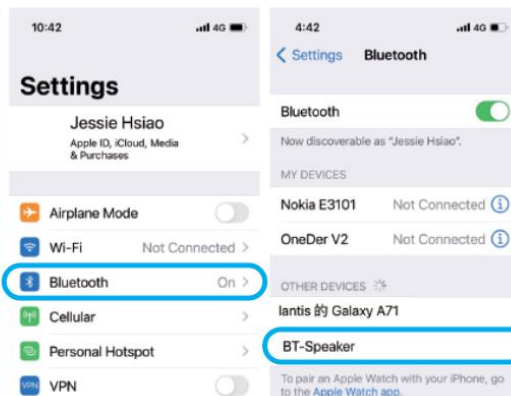 10:42
4G
Settings
Jessie Hsiao
Apple ID, iCloud, Media
& Purchases
Airplane Mode
Wi-Fi Not Connected
Bluetooth On
Cellular
Personal Hotspot
VPN VPN
4:42
4G
Settings Bluetooth
Bluetooth
Now discoverable as "Jessie Hsiao".
MY DEVICES
Nokia E3101 Not Connected
OneDer V2 Not Connected
OTHER DEVICES
lantis 的 Galaxy A71
BT-Speaker
To pair an Apple Watch with your iPhone, go
to the Apple Watch app.